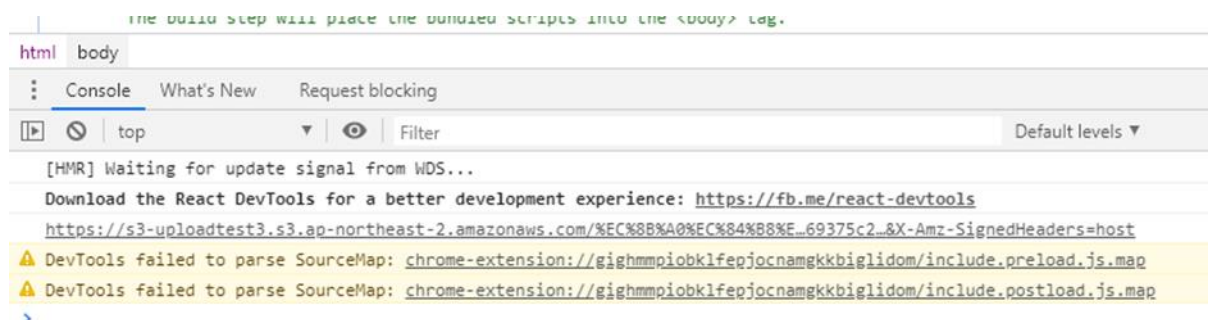 The build step will place the bundled scripts into the <body> tag.
html body
Console What's New Request blocking
top Filter Default levels
[HMR] Waiting for update signal from WDS...
Download the React DevTools for a better development experience: https://fb.me/react-devtools
https://s3-uploadtest3.s3.ap-northeast-2.amazonaws.com/%EC%8B%A0%EC%84%B8%E…69375c2…&X-Amz-SignedHeaders=host
DevTools failed to parse SourceMap: chrome-extension://gighmmpiobklfepjocnamgkkbiglidom/include.preload.js.map
DevTools failed to parse SourceMap: chrome-extension://gighmmpiobklfepjocnamgkkbiglidom/include.postload.js.map